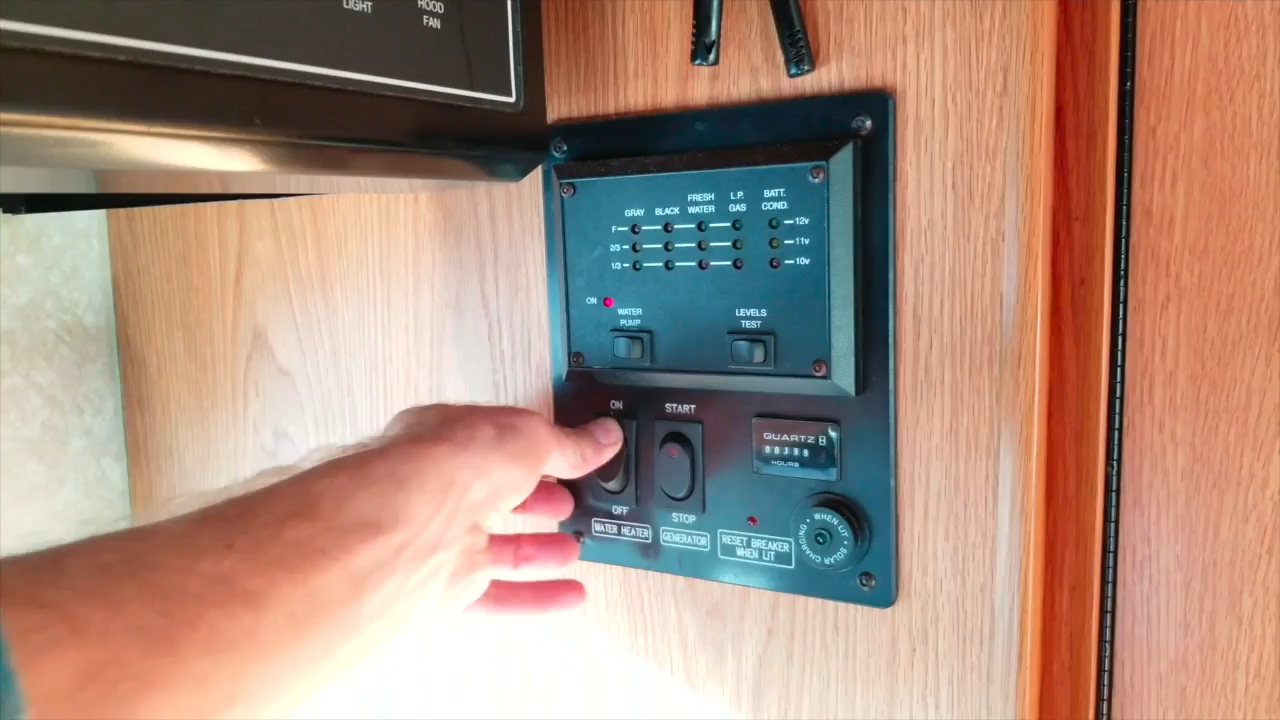 LIGHT
HOOD
FAN
GRAY BLACK FRESH WATER L.P. GAS BATT. COND.
F 12v
2/3 11v
1/3 10v
ON
WATER
PUMP
LEVELS
TEST
ON START
OFF STOP
WATER HEATER GENERATOR
RESET BREAKER
WHEN LIT
QUARTZ
00399
HOURS
WHEN LIT • SOLAR CHARGING •